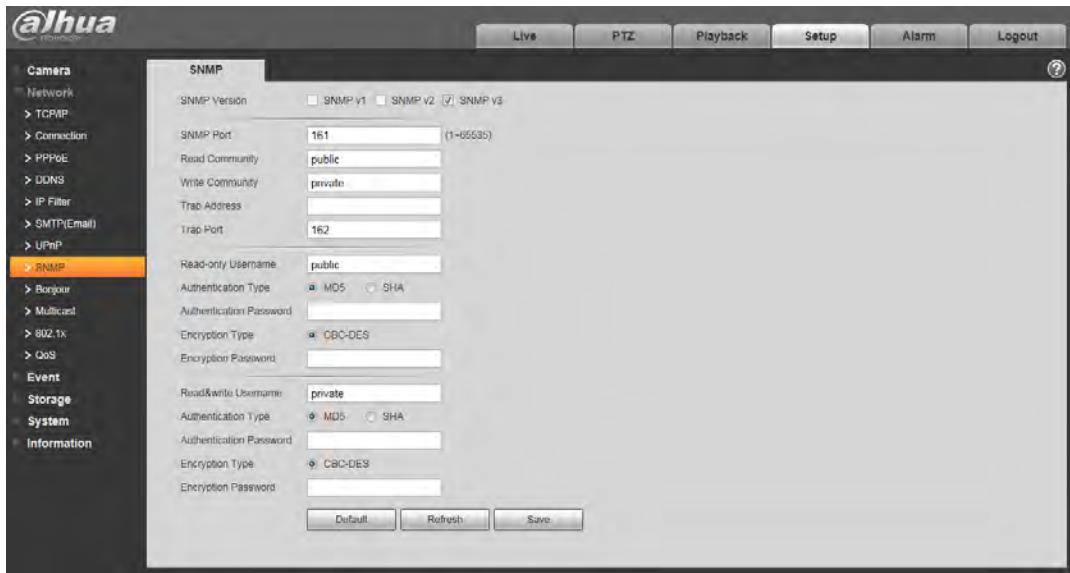 alhua
TECHNOLOGY
Live PTZ Playback Setup Alarm Logout
Camera
Network
> TCP/IP
> Connection
> PPPoE
> DDNS
> IP Filter
> SMTP(Email)
> UPnP
> SNMP
> Bonjour
> Multicast
> 802.1x
> QoS
Event
Storage
System
Information
SNMP
?
SNMP Version SNMP v1 SNMP v2 SNMP v3
SNMP Port 161 (1~65535)
Read Community public
Write Community private
Trap Address
Trap Port 162
Read-only Username public
Authentication Type MD5 SHA
Authentication Password
Encryption Type CBC-DES
Encryption Password
Read&write Username private
Authentication Type MD5 SHA
Authentication Password
Encryption Type CBC-DES
Encryption Password
Default Refresh Save